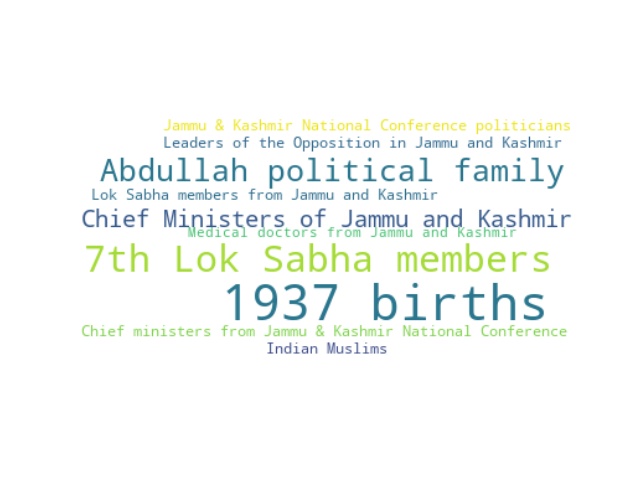 Jammu & Kashmir National Conference politicians
Leaders of the Opposition in Jammu and Kashmir
Abdullah political family
Lok Sabha members from Jammu and Kashmir
Chief Ministers of Jammu and Kashmir
Medical doctors from Jammu and Kashmir
7th Lok Sabha members
1937 births
Chief ministers from Jammu & Kashmir National Conference
Indian Muslims